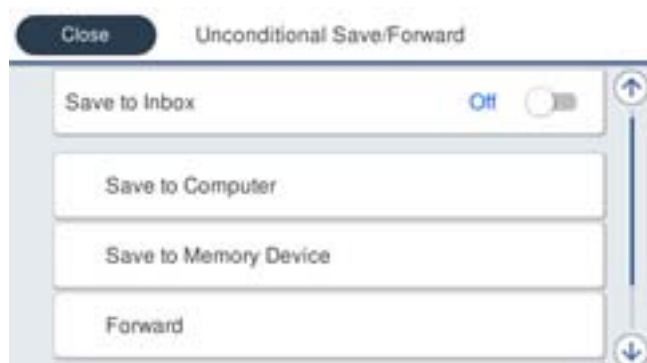 Close
Unconditional Save/Forward
Save to Inbox
Off
Save to Computer
Save to Memory Device
Forward